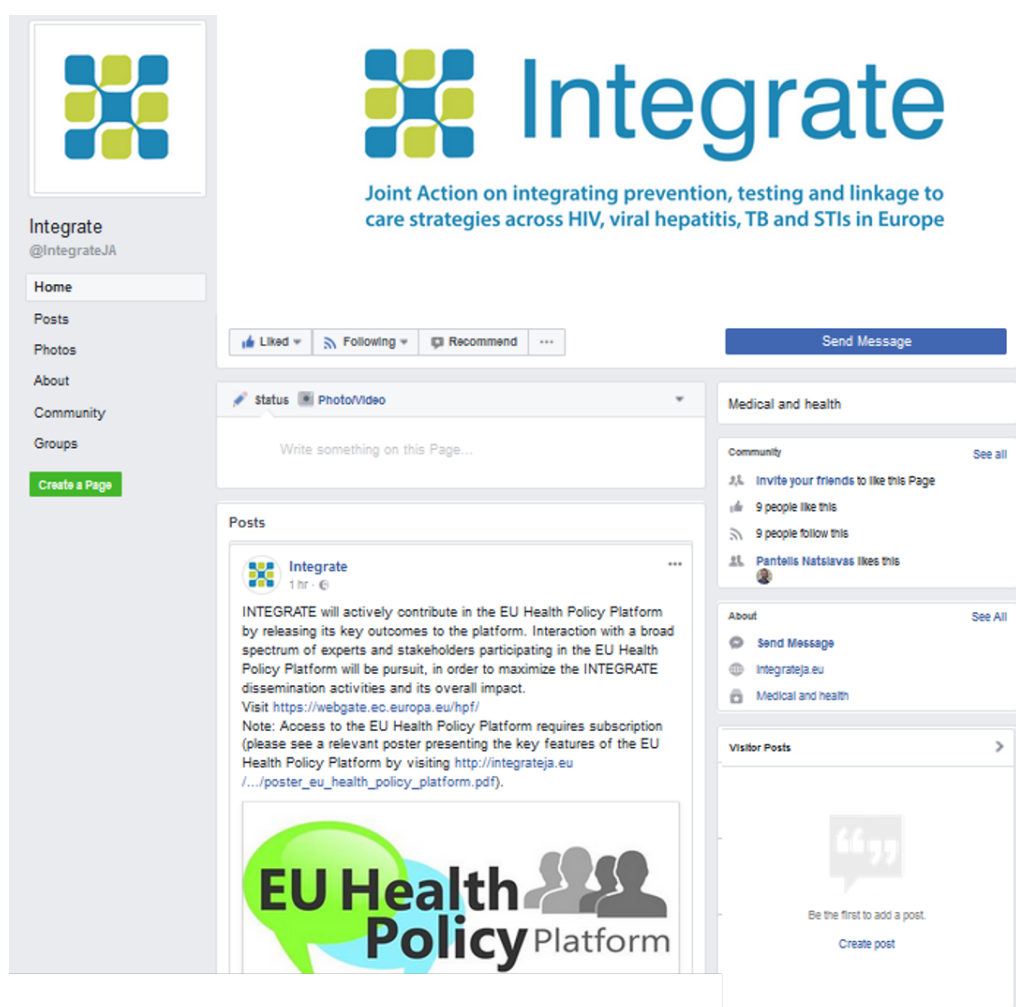 Integrate
Joint Action on integrating prevention, testing and linkage to
care strategies across HIV, viral hepatitis, TB and STIs in Europe
Integrate
@IntegrateJA
Home
Posts
Photos
About
Community
Groups
Create a Page
Liked
Following
Recommend
Send Message
Status
Photo/Video
Write something on this Page...
Posts
Integrate
1 hr
INTEGRATE will actively contribute in the EU Health Policy Platform
by releasing its key outcomes to the platform. Interaction with a broad
spectrum of experts and stakeholders participating in the EU Health
Policy Platform will be pursuit, in order to maximize the INTEGRATE
dissemination activities and its overall impact.
Visit https://webgate.ec.europa.eu/hpf/
Note: Access to the EU Health Policy Platform requires subscription
(please see a relevant poster presenting the key features of the EU
Health Policy Platform by visiting http://integrateja.eu
/.../poster_eu_health_policy_platform.pdf).
EU Health
Policy Platform
Medical and health
Community
See all
Invite your friends to like this Page
9 people like this
9 people follow this
Pantelis Natsiavas likes this
About
See All
Send Message
integrateja.eu
Medical and health
Visitor Posts
Be the first to add a post.
Create post